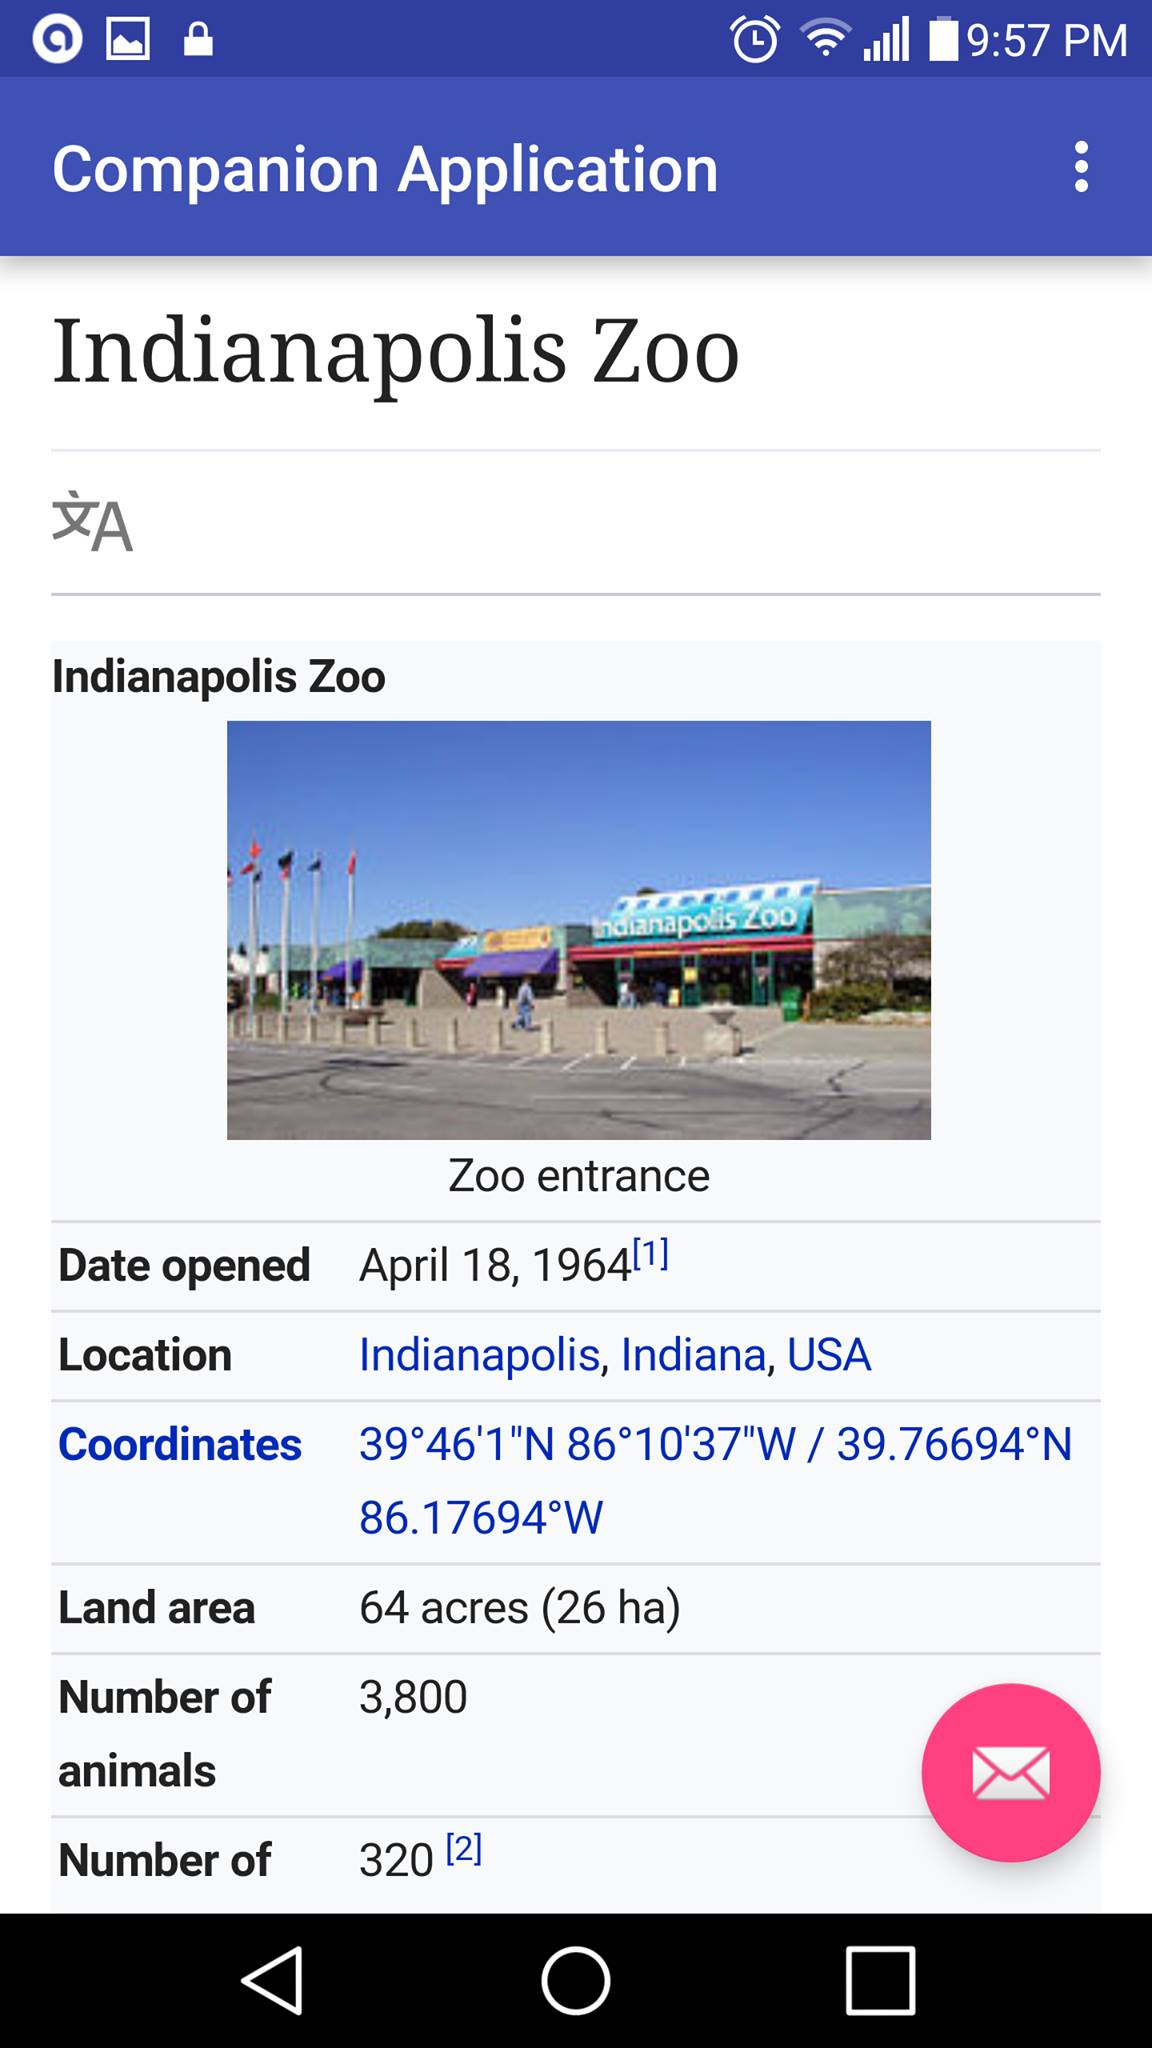 9:57 PM
Companion Application
Indianapolis Zoo
文A
Indianapolis Zoo
Indianapolis Zoo
Zoo entrance
Date opened April 18, 1964[1]
Location Indianapolis, Indiana, USA
Coordinates 39°46'1"N 86°10'37"W / 39.76694°N
86.17694°W
Land area 64 acres (26 ha)
Number of 3,800
animals
Number of 320 [2]